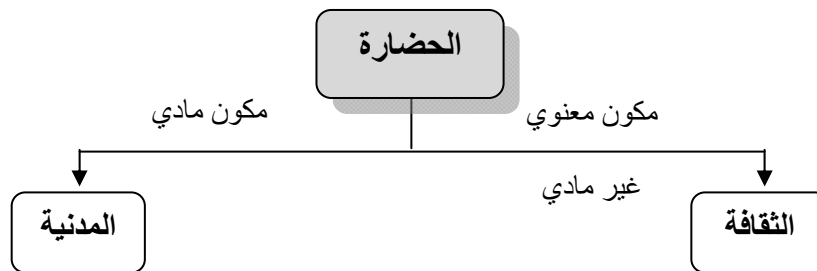 الحضارة
مكون معنوي
مكون مادي
غير مادي
الثقافة
المدنية